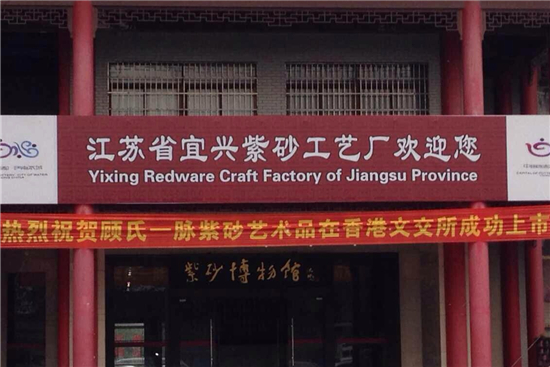 江苏省宜兴紫砂工艺厂欢迎您
Yixing Redware Craft Factory of Jiangsu Province
热烈祝贺顾氏一脉紫砂艺术品在香港文交所成功上市
紫砂博物馆